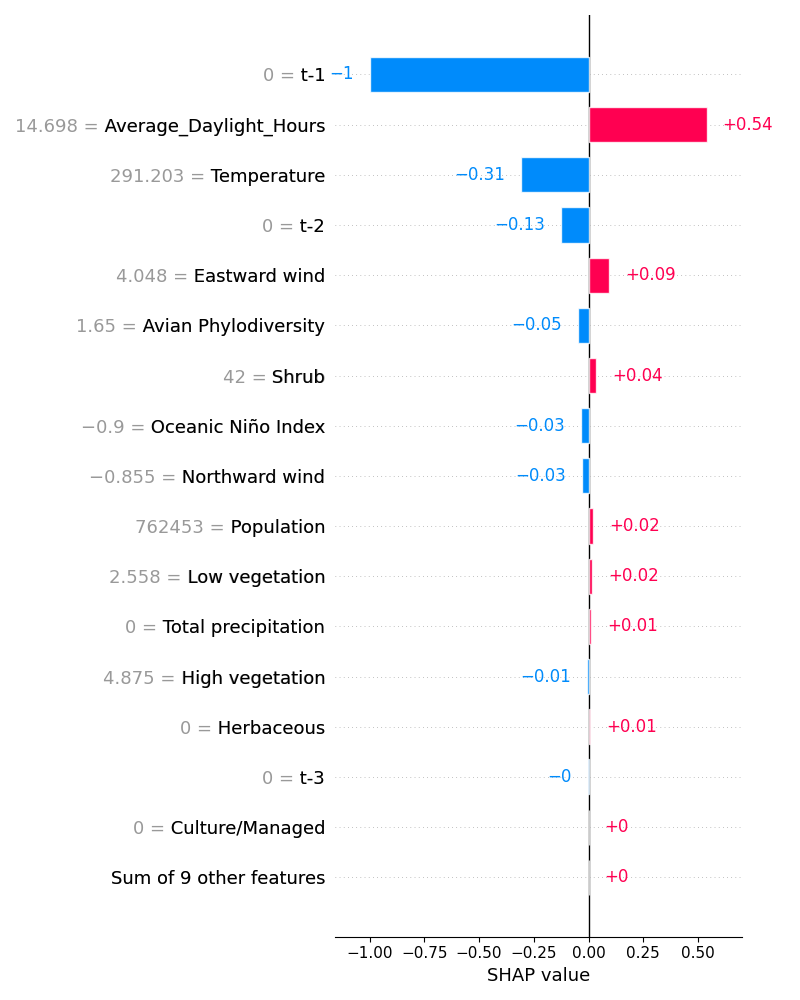 0 = t-1 −1
14.698 = Average_Daylight_Hours +0.54
291.203 = Temperature −0.31
0 = t-2 −0.13
4.048 = Eastward wind +0.09
1.65 = Avian Phylodiversity −0.05
42 = Shrub +0.04
−0.9 = Oceanic Niño Index −0.03
−0.855 = Northward wind −0.03
762453 = Population +0.02
2.558 = Low vegetation +0.02
0 = Total precipitation +0.01
4.875 = High vegetation −0.01
0 = Herbaceous +0.01
0 = t-3 −0
0 = Culture/Managed +0
Sum of 9 other features +0
−1.00 −0.75 −0.50 −0.25 0.00 0.25 0.50
SHAP value